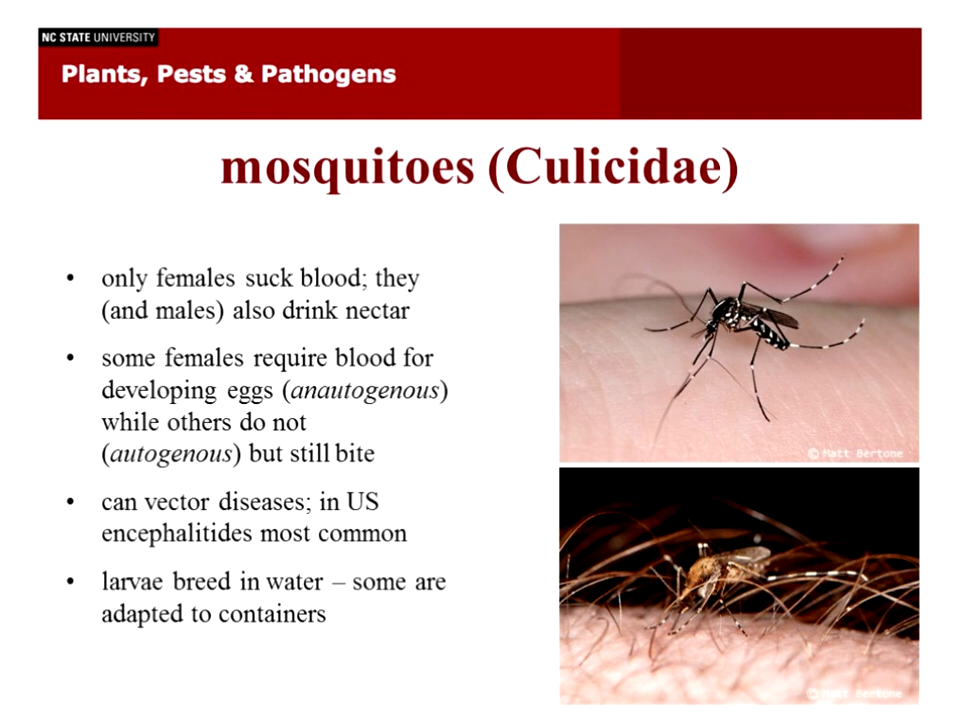 NC STATE UNIVERSITY
Plants, Pests & Pathogens
mosquitoes (Culicidae)
• only females suck blood; they
(and males) also drink nectar
• some females require blood for
developing eggs (anautogenous)
while others do not
(autogenous) but still bite
• can vector diseases; in US
encephalitides most common
• larvae breed in water – some are
adapted to containers
© Matt Bertone
© Matt Bertone